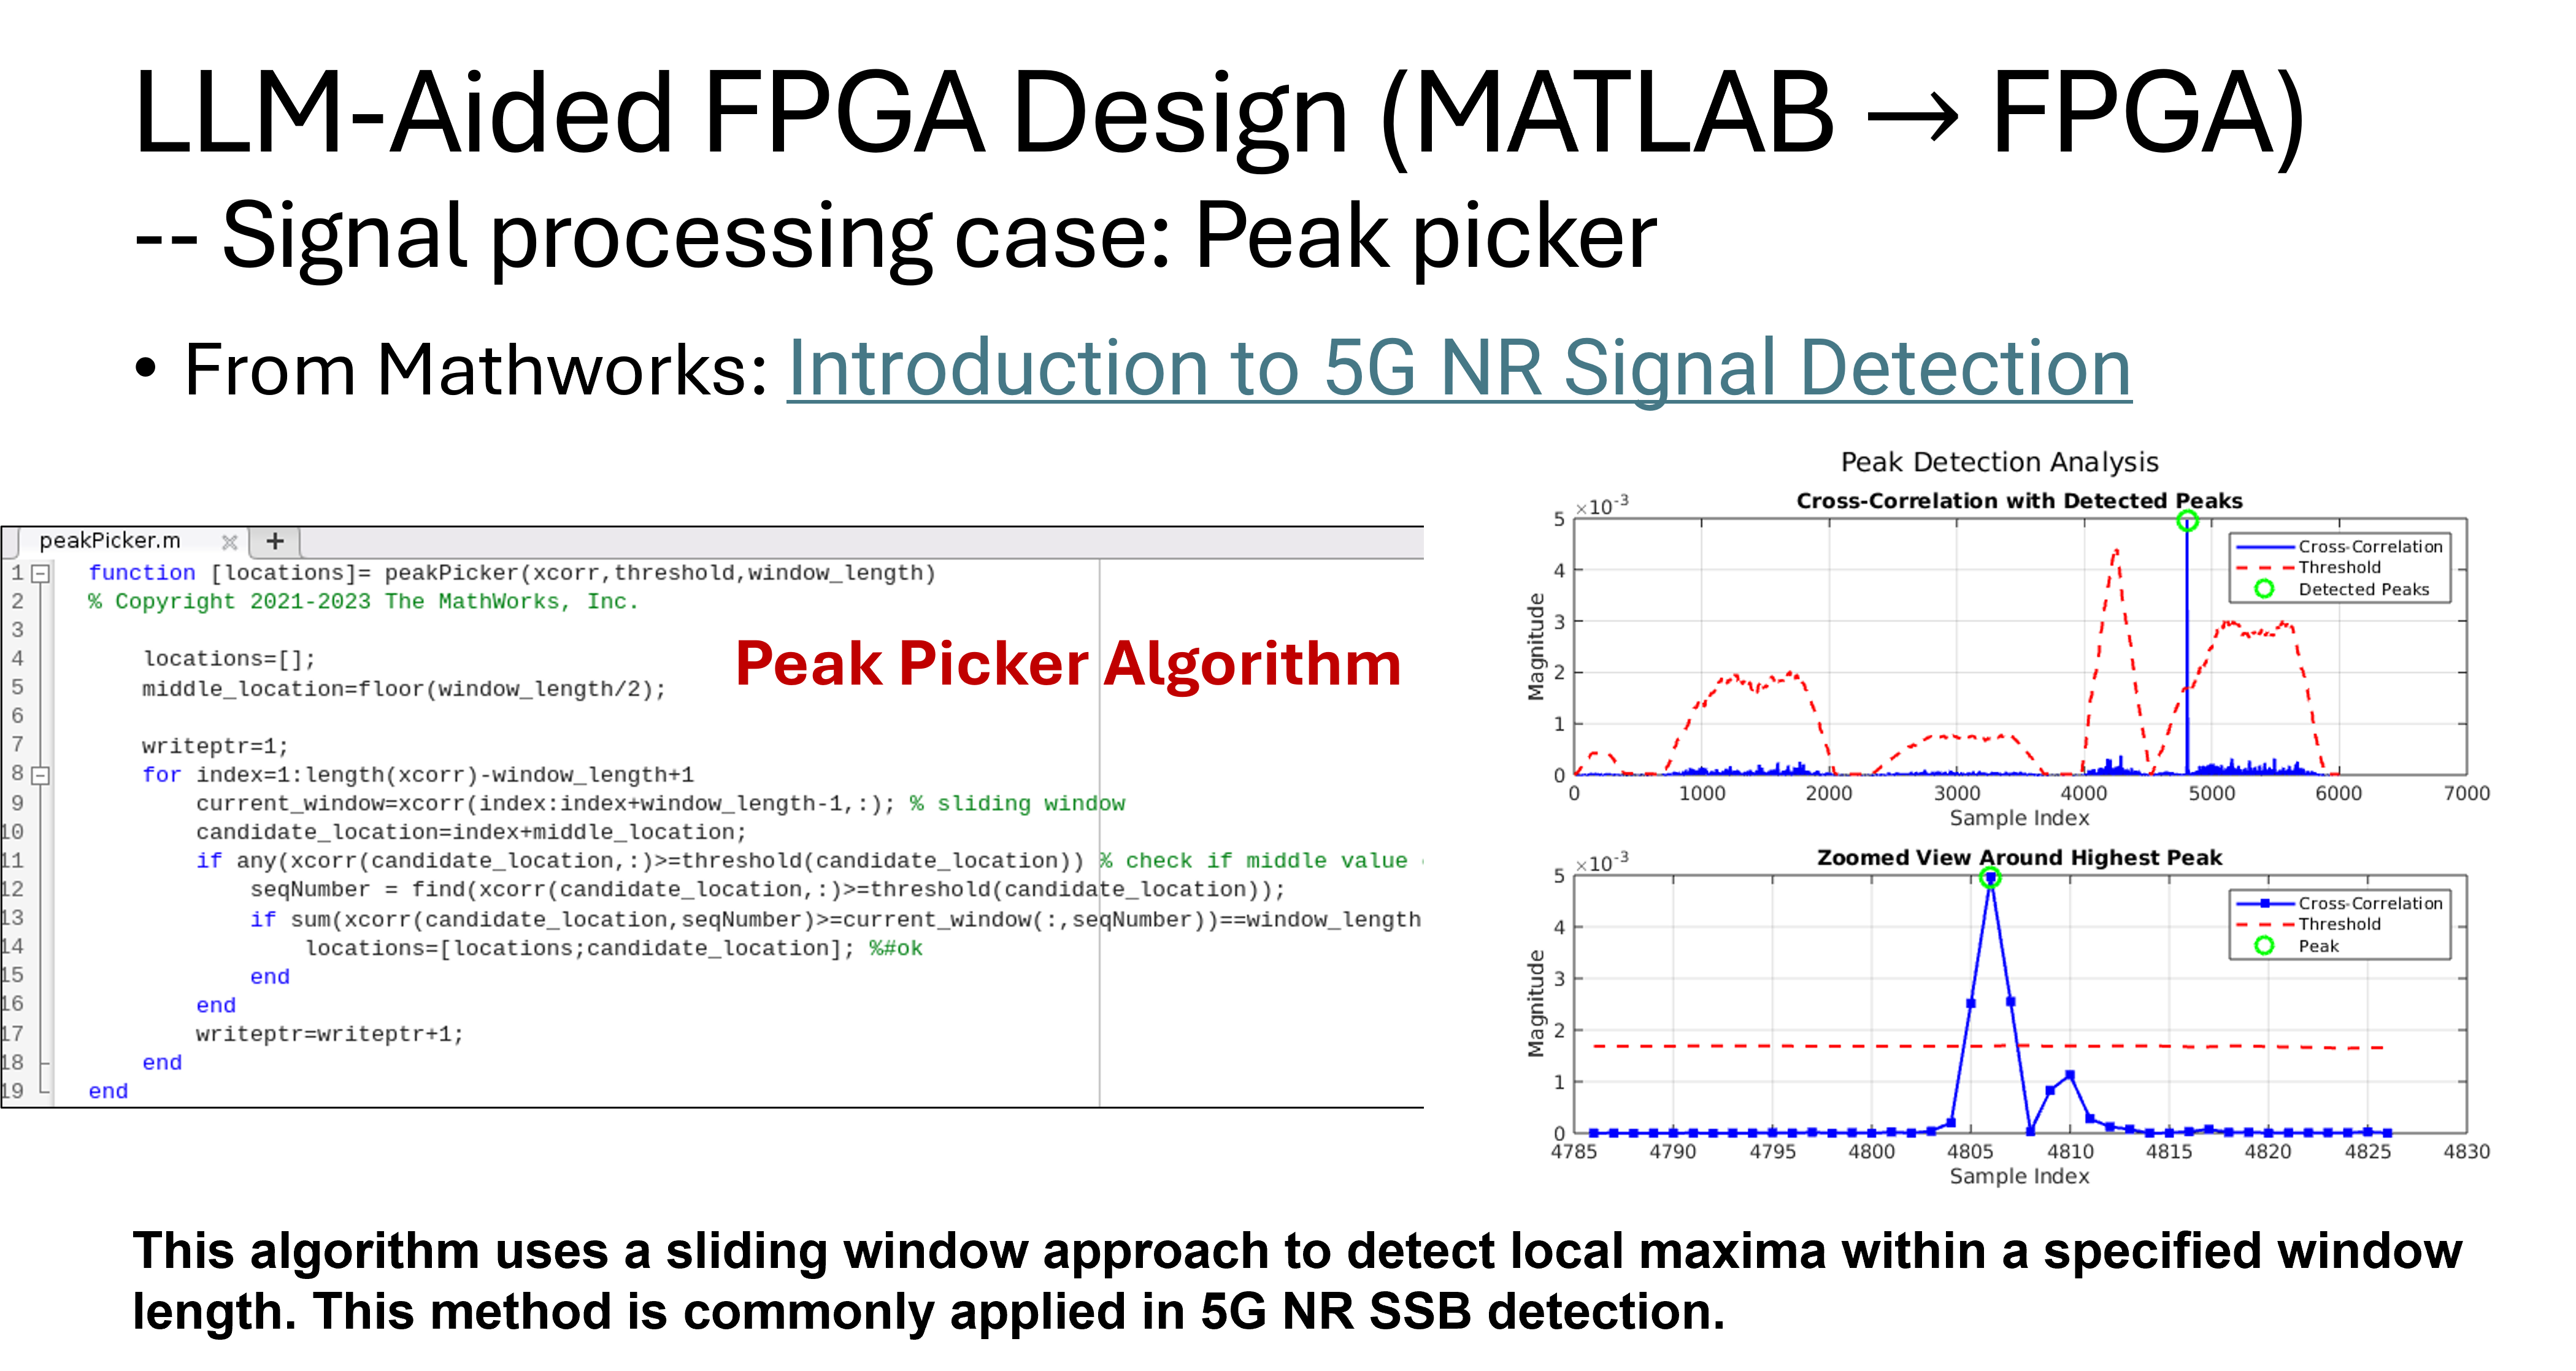 LLM-Aided FPGA Design (MATLAB → FPGA)
-- Signal processing case: Peak picker
• From Mathworks: Introduction to 5G NR Signal Detection
peakPicker.m
1 function [locations]= peakPicker(xcorr,threshold,window_length)
2 % Copyright 2021-2023 The MathWorks, Inc.
3
4 locations=[];
5 middle_location=floor(window_length/2);
6
7 writeptr=1;
8 for index=1:length(xcorr)-window_length+1
9 current_window=xcorr(index:index+window_length-1,:); % sliding window
10 candidate_location=index+middle_location;
11 if any(xcorr(candidate_location,:)>=threshold(candidate_location)) % check if middle value
12 seqNumber = find(xcorr(candidate_location,:)>=threshold(candidate_location));
13 if sum(xcorr(candidate_location,seqNumber)>=current_window(:,seqNumber))==window_length
14 locations=[locations;candidate_location]; %#ok
15 end
16 end
17 writeptr=writeptr+1;
18 end
19 end
Peak Picker Algorithm
Peak Detection Analysis
Cross-Correlation with Detected Peaks
×10-3
5
4
3
2
1
0
Magnitude
Cross-Correlation
Threshold
Detected Peaks
0 1000 2000 3000 4000 5000 6000 7000
Sample Index
Zoomed View Around Highest Peak
×10-3
5
4
3
2
1
0
Magnitude
Cross-Correlation
Threshold
Peak
4785 4790 4795 4800 4805 4810 4815 4820 4825 4830
Sample Index
This algorithm uses a sliding window approach to detect local maxima within a specified window
length. This method is commonly applied in 5G NR SSB detection.